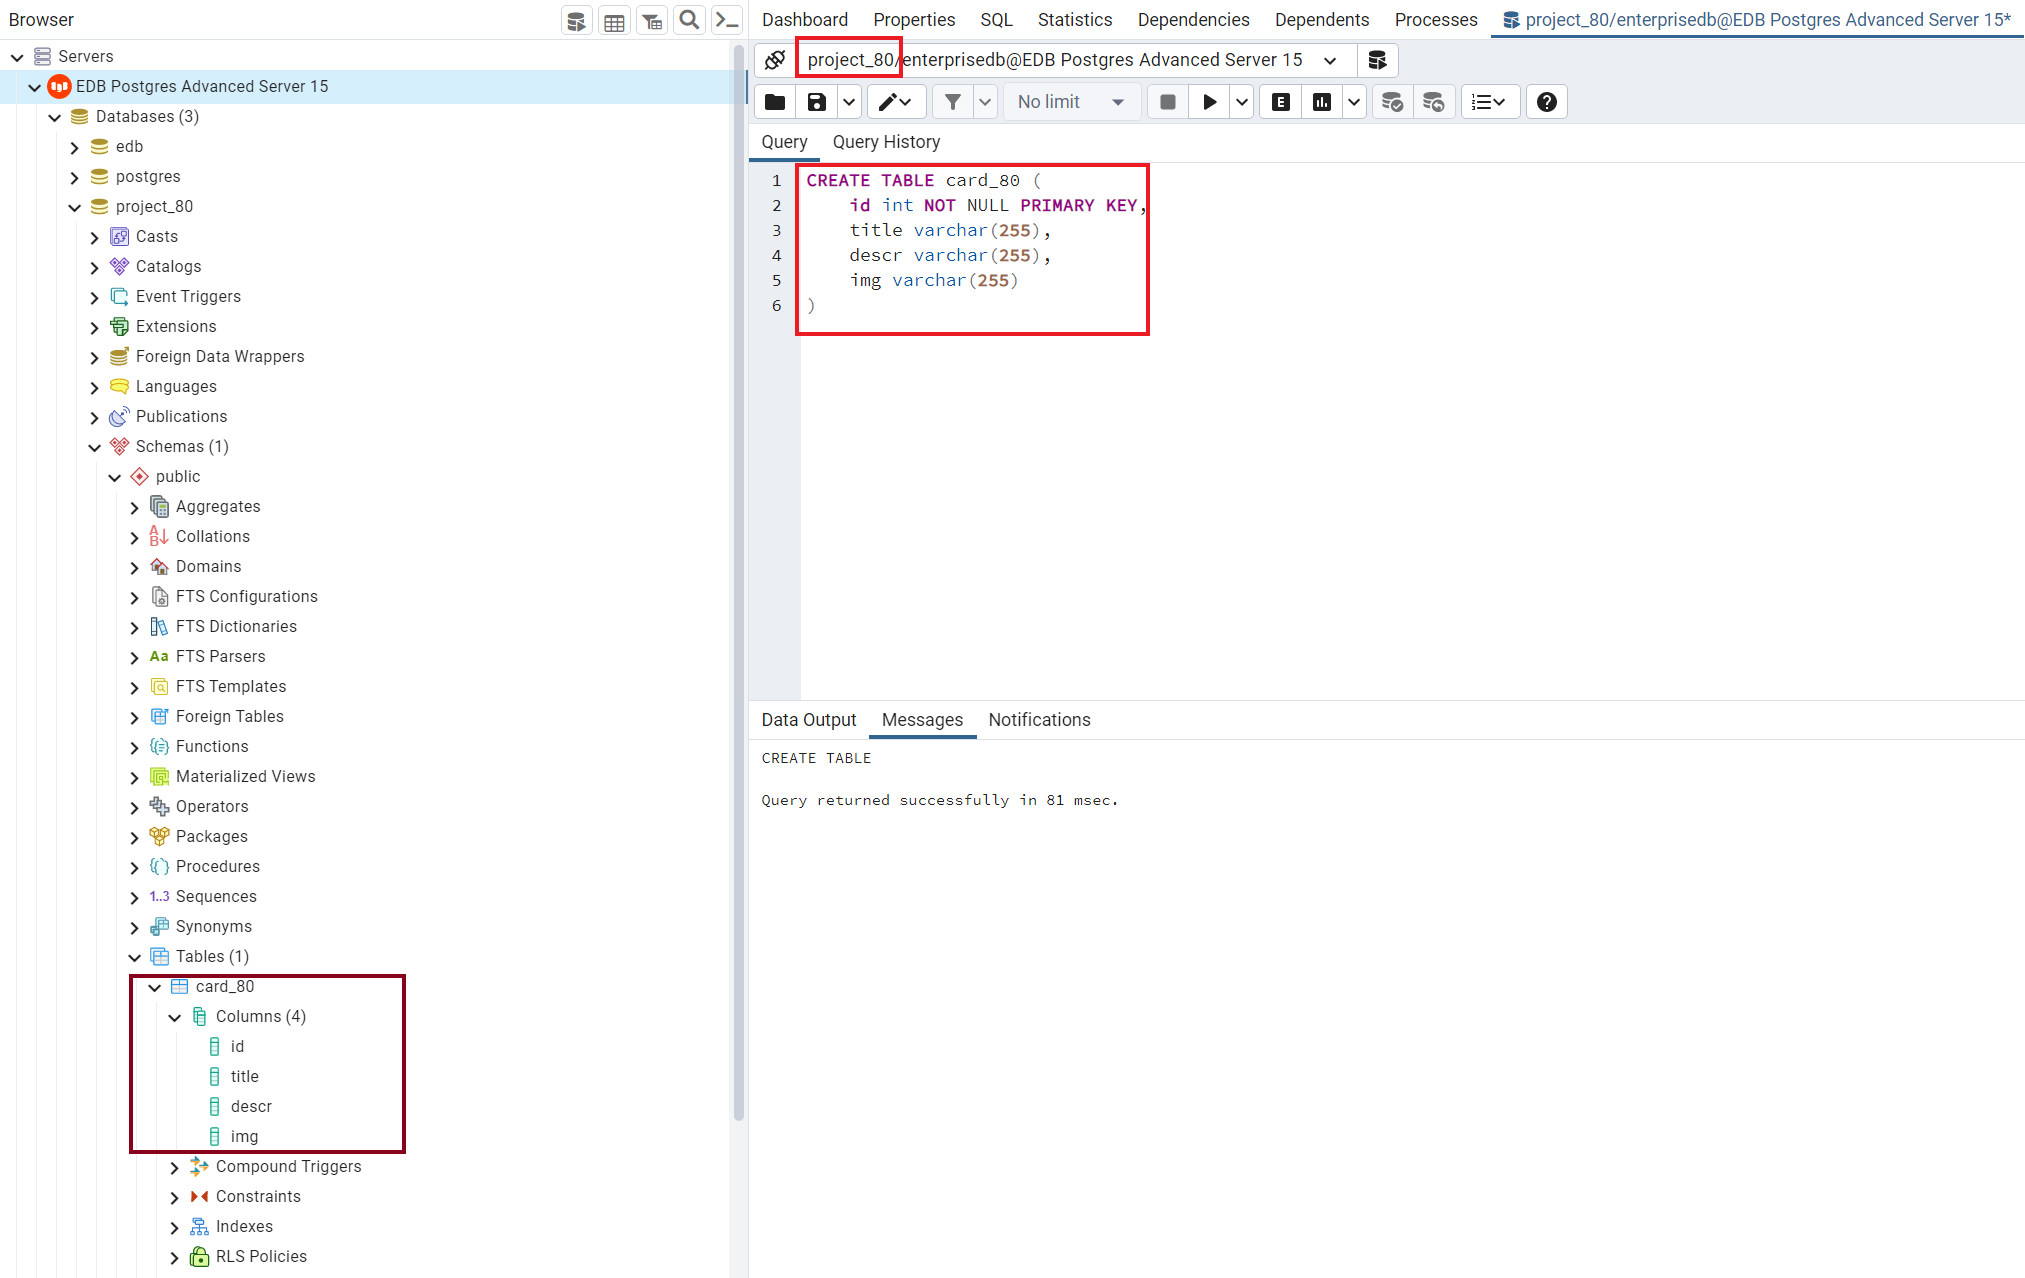 Browser
Servers
EDB Postgres Advanced Server 15
Databases (3)
edb
postgres
project_80
Casts
Catalogs
Event Triggers
Extensions
Foreign Data Wrappers
Languages
Publications
Schemas (1)
public
Aggregates
Collations
Domains
FTS Configurations
FTS Dictionaries
Aa FTS Parsers
FTS Templates
Foreign Tables
Functions
Materialized Views
Operators
Packages
Procedures
1..3 Sequences
Synonyms
Tables (1)
card_80
Columns (4)
id
title
descr
img
Compound Triggers
Constraints
Indexes
RLS Policies
Dashboard Properties SQL Statistics Dependencies Dependents Processes project_80/enterprisedb@EDB Postgres Advanced Server 15*
project_80/enterprisedb@EDB Postgres Advanced Server 15
No limit E
Query Query History
1 CREATE TABLE card_80 (
2 id int NOT NULL PRIMARY KEY,
3 title varchar(255),
4 descr varchar(255),
5 img varchar(255)
6 )
Data Output Messages Notifications
CREATE TABLE
Query returned successfully in 81 msec.